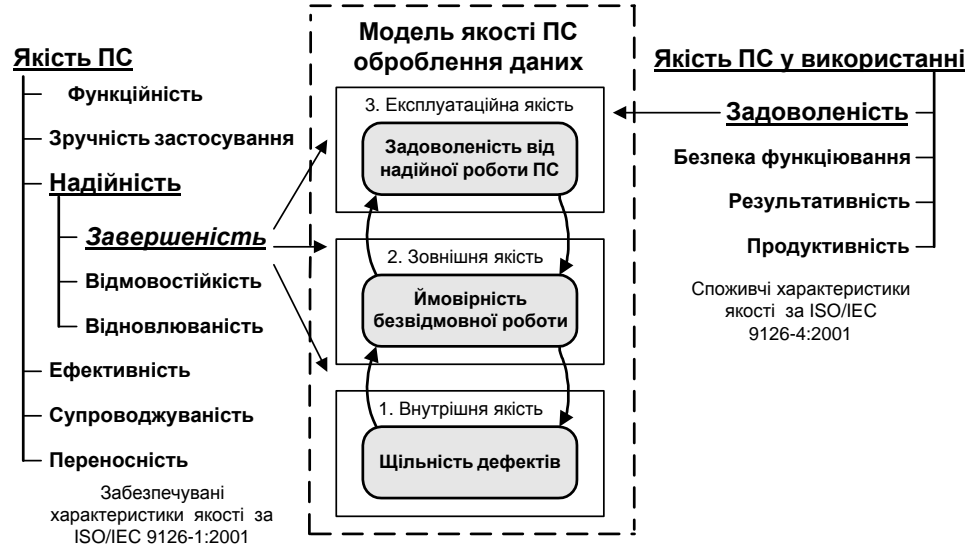 Якість ПС
Функційність
Зручність застосування
Надійність
Завершеність
Відмовостійкість
Відновлюваність
Ефективність
Супроводжуваність
Переносність
Забезпечувані
характеристики якості за
ISO/IEC 9126-1:2001
Модель якості ПС
оброблення даних
3. Експлуатаційна якість
Задоволеність від
надійної роботи ПС
2. Зовнішня якість
Ймовірність
безвідмовної роботи
1. Внутрішня якість
Щільність дефектів
Якість ПС у використанні
Задоволеність
Безпека функціювання
Результативність
Продуктивність
Споживчі характеристики
якості за ISO/IEC
9126-4:2001